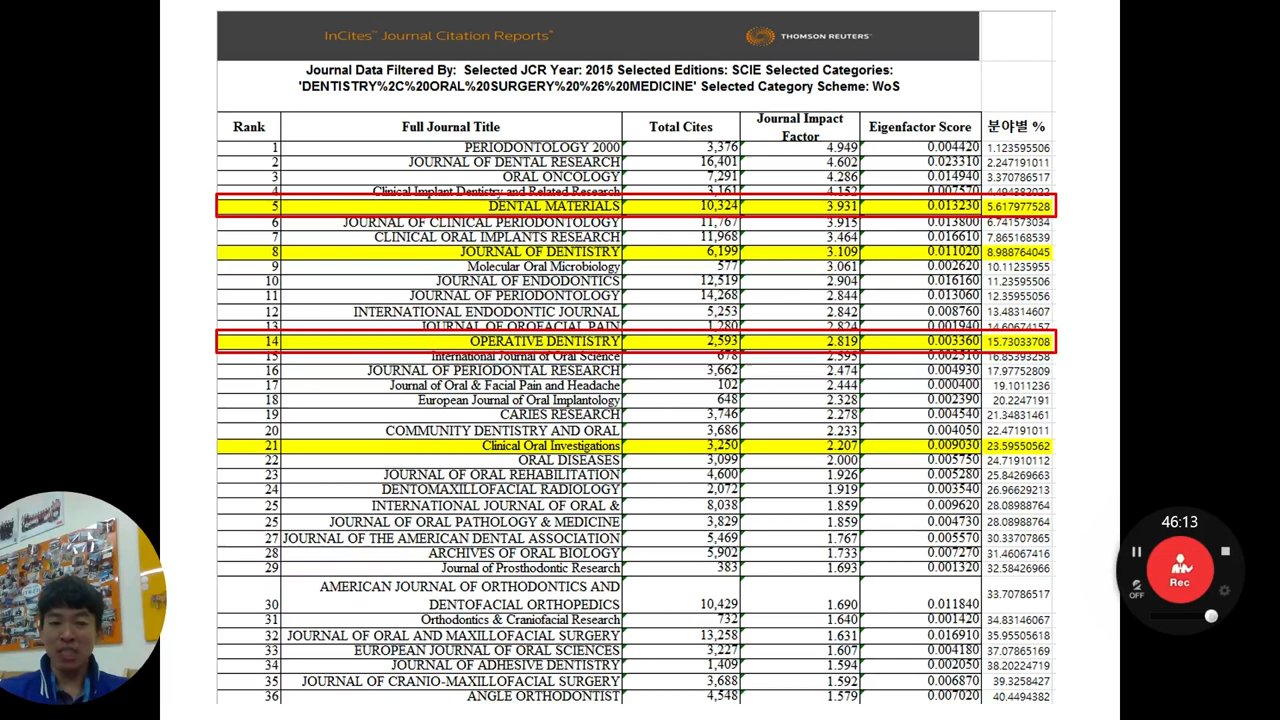 InCites™ Journal Citation Reports®
THOMSON REUTERS™
Journal Data Filtered By: Selected JCR Year: 2015 Selected Editions: SCIE Selected Categories:
'DENTISTRY%2C%20ORAL%20SURGERY%20%26%20MEDICINE' Selected Category Scheme: WoS
Rank Full Journal Title Total Cites Journal Impact Factor Eigenfactor Score 분야별 %
1 PERIODONTOLOGY 2000 3,376 4.949 0.004420 1.123595506
2 JOURNAL OF DENTAL RESEARCH 16,401 4.602 0.023310 2.247191011
3 ORAL ONCOLOGY 7,291 4.286 0.014940 3.370786517
4 Clinical Implant Dentistry and Related Research 3,161 4.152 0.007570 4.494382022
5 DENTAL MATERIALS 10,324 3.931 0.013230 5.617977528
6 JOURNAL OF CLINICAL PERIODONTOLOGY 11,767 3.915 0.013800 6.741573034
7 CLINICAL ORAL IMPLANTS RESEARCH 11,968 3.464 0.016610 7.865168539
8 JOURNAL OF DENTISTRY 6,199 3.109 0.011020 8.988764045
9 Molecular Oral Microbiology 577 3.061 0.002620 10.11235955
10 JOURNAL OF ENDODONTICS 12,519 2.904 0.016160 11.23595506
11 JOURNAL OF PERIODONTOLOGY 14,268 2.844 0.013060 12.35955056
12 INTERNATIONAL ENDODONTIC JOURNAL 5,253 2.842 0.008760 13.48314607
13 JOURNAL OF OROFACIAL PAIN 1,280 2.824 0.001940 14.60674157
14 OPERATIVE DENTISTRY 2,593 2.819 0.003360 15.73033708
15 International Journal of Oral Science 678 2.595 0.002510 16.85393258
16 JOURNAL OF PERIODONTAL RESEARCH 3,662 2.474 0.004930 17.97752809
17 Journal of Oral & Facial Pain and Headache 102 2.444 0.000400 19.1011236
18 European Journal of Oral Implantology 648 2.328 0.002390 20.2247191
19 CARIES RESEARCH 3,746 2.278 0.004540 21.34831461
20 COMMUNITY DENTISTRY AND ORAL 3,686 2.233 0.004050 22.47191011
21 Clinical Oral Investigations 3,250 2.207 0.009030 23.59550562
22 ORAL DISEASES 3,099 2.000 0.005750 24.71910112
23 JOURNAL OF ORAL REHABILITATION 4,600 1.926 0.005280 25.84269663
24 DENTOMAXILLOFACIAL RADIOLOGY 2,072 1.919 0.003540 26.96629213
25 INTERNATIONAL JOURNAL OF ORAL & 8,038 1.859 0.009620 28.08988764
25 JOURNAL OF ORAL PATHOLOGY & MEDICINE 3,829 1.859 0.004730 28.08988764
27 JOURNAL OF THE AMERICAN DENTAL ASSOCIATION 5,469 1.767 0.005570 30.33707865
28 ARCHIVES OF ORAL BIOLOGY 5,902 1.733 0.007270 31.46067416
29 Journal of Prosthodontic Research 383 1.693 0.001320 32.58426966
30 AMERICAN JOURNAL OF ORTHODONTICS AND DENTOFACIAL ORTHOPEDICS 10,429 1.690 0.011840 33.70786517
31 Orthodontics & Craniofacial Research 732 1.640 0.001420 34.83146067
32 JOURNAL OF ORAL AND MAXILLOFACIAL SURGERY 13,258 1.631 0.016910 35.95505618
33 EUROPEAN JOURNAL OF ORAL SCIENCES 3,227 1.607 0.004180 37.07865169
34 JOURNAL OF ADHESIVE DENTISTRY 1,409 1.594 0.002050 38.20224719
35 JOURNAL OF CRANIO-MAXILLOFACIAL SURGERY 3,688 1.592 0.006870 39.3258427
36 ANGLE ORTHODONTIST 4,548 1.579 0.007020 40.4494382
46:13
Rec
OFF